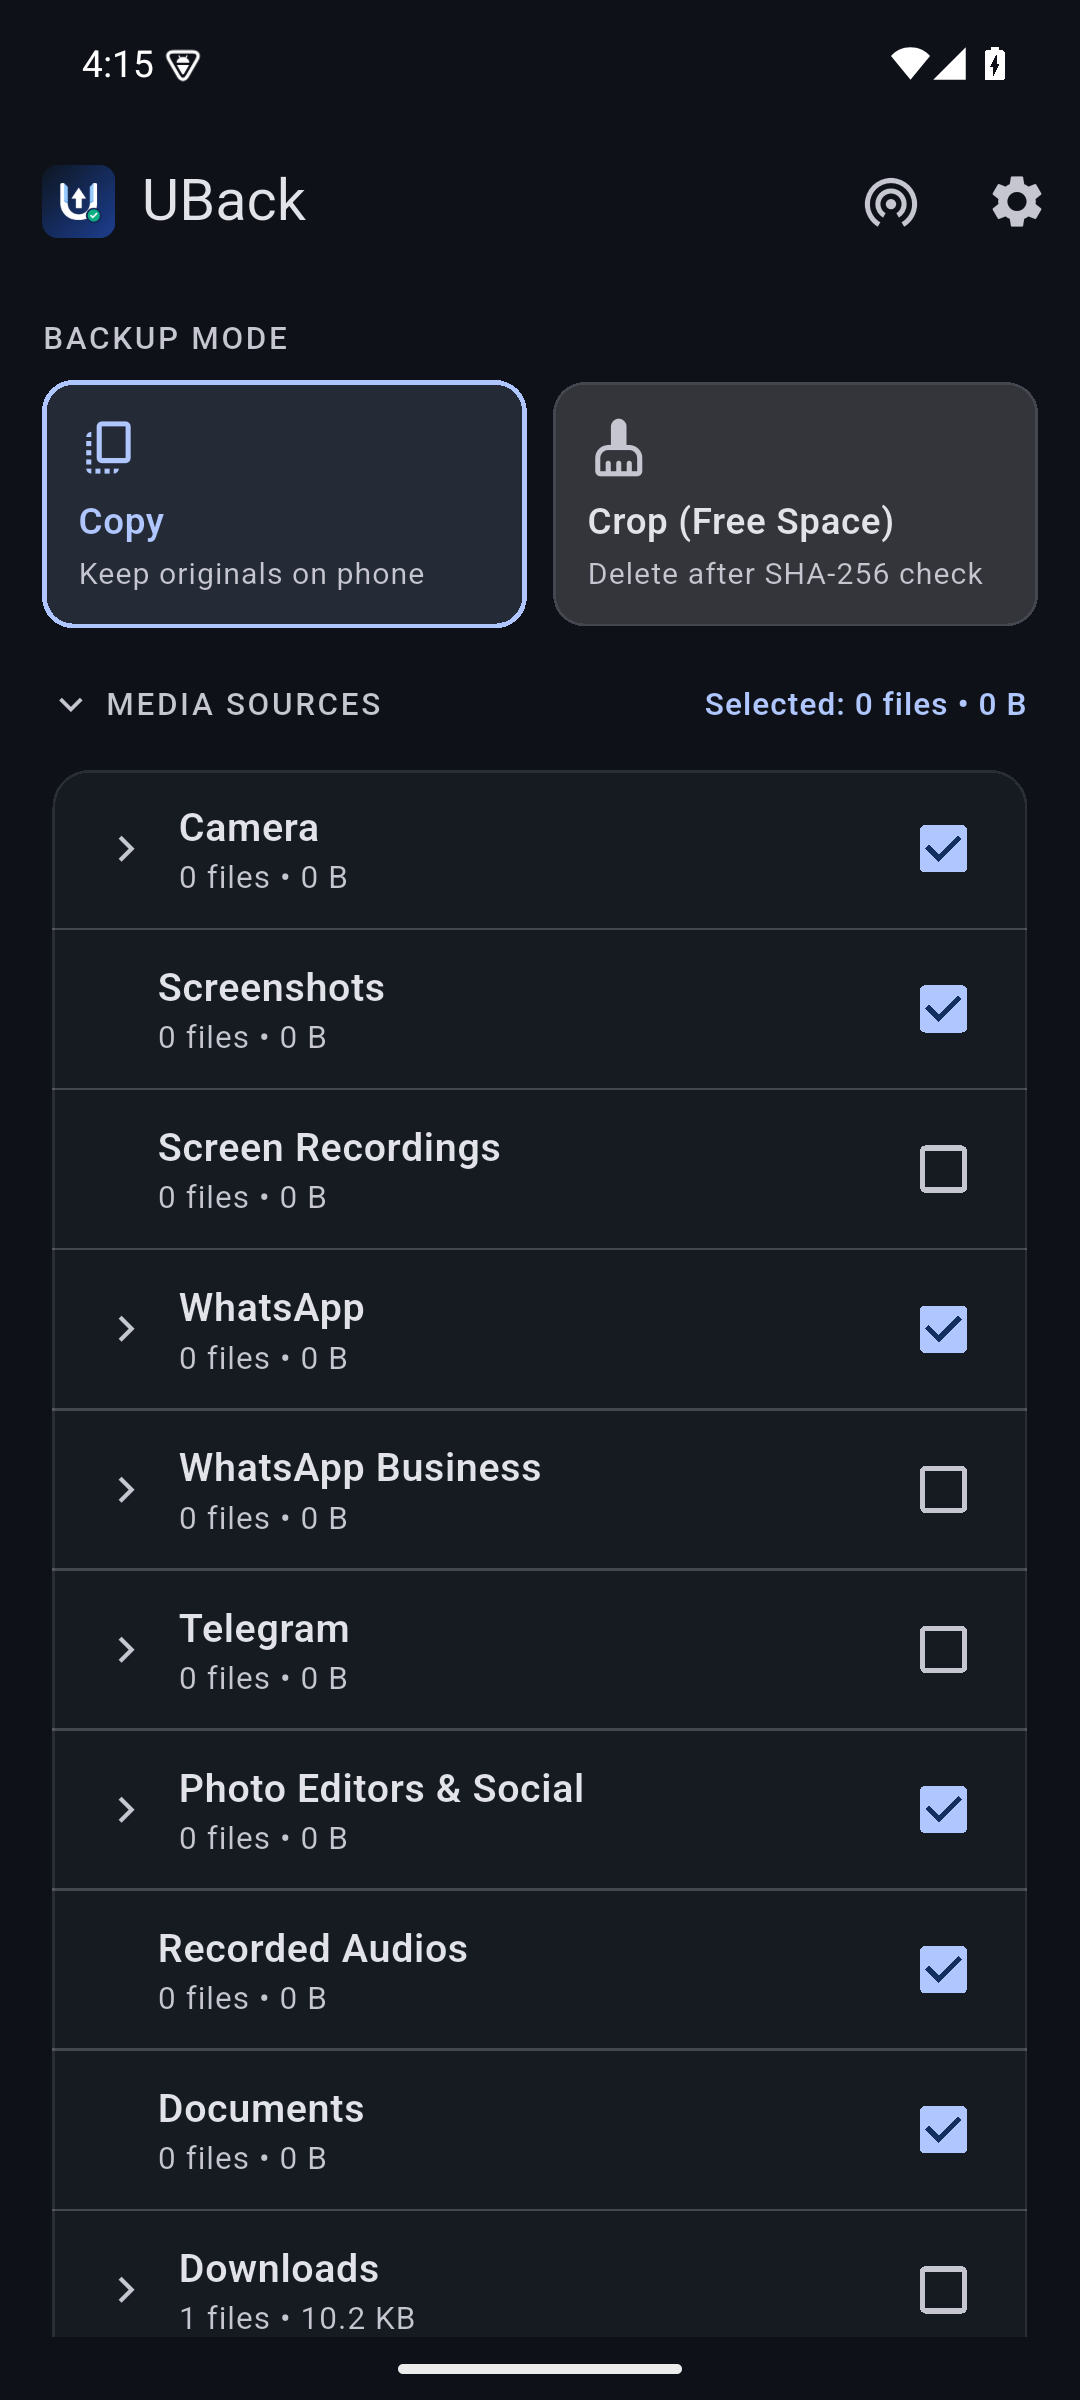 4:15
UBack
BACKUP MODE
Copy
Keep originals on phone
Crop (Free Space)
Delete after SHA-256 check
MEDIA SOURCES
Selected: 0 files • 0 B
Camera
0 files • 0 B
Screenshots
0 files • 0 B
Screen Recordings
0 files • 0 B
WhatsApp
0 files • 0 B
WhatsApp Business
0 files • 0 B
Telegram
0 files • 0 B
Photo Editors & Social
0 files • 0 B
Recorded Audios
0 files • 0 B
Documents
0 files • 0 B
Downloads
1 files • 10.2 KB